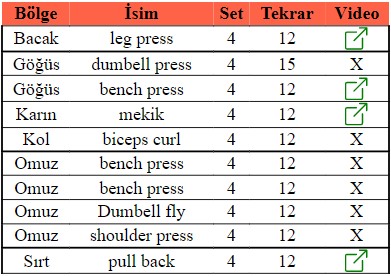 Bölge İsim Set Tekrar Video
Bacak leg press 4 12
Göğüs dumbell press 4 15 X
Göğüs bench press 4 12
Karın mekik 4 12
Kol biceps curl 4 12 X
Omuz bench press 4 12 X
Omuz bench press 4 12 X
Omuz Dumbell fly 4 12 X
Omuz shoulder press 4 12 X
Sırt pull back 4 12